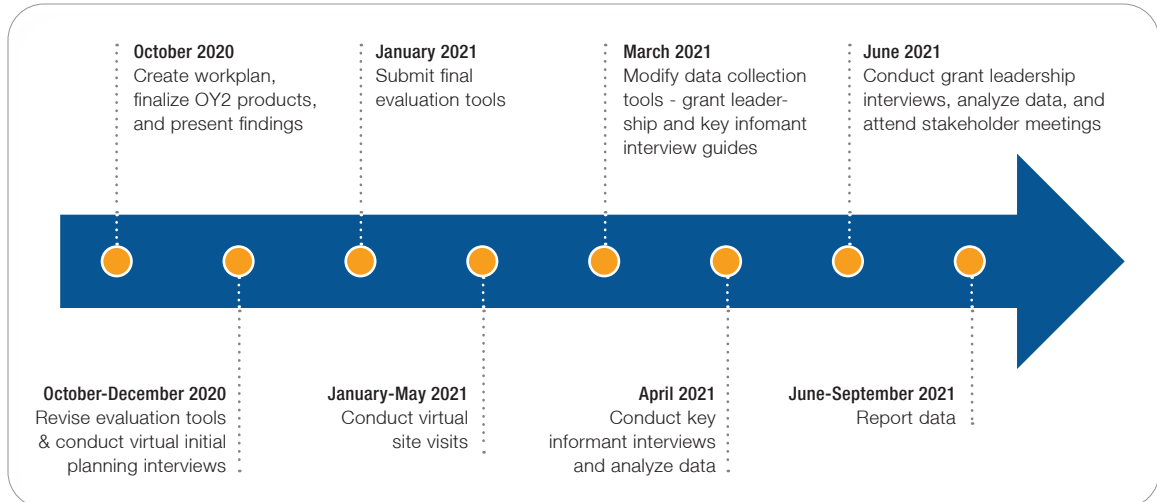 October 2020
Create workplan,
finalize OY2 products,
and present findings
January 2021
Submit final
evaluation tools
March 2021
Modify data collection
tools - grant leader-
ship and key infomant
interview guides
June 2021
Conduct grant leadership
interviews, analyze data, and
attend stakeholder meetings
October-December 2020
Revise evaluation tools
& conduct virtual initial
planning interviews
January-May 2021
Conduct virtual
site visits
April 2021
Conduct key
informant interviews
and analyze data
June-September 2021
Report data